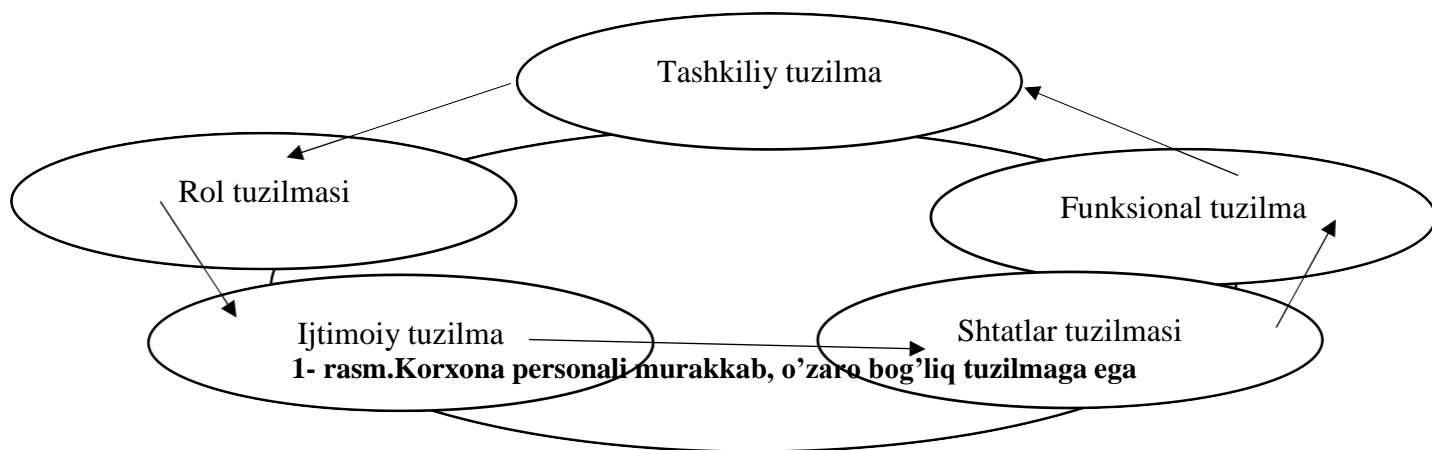 Tashkiliy tuzilma
Rol tuzilmasi
Funksional tuzilma
Ijtimoiy tuzilma
Shtatlar tuzilmasi
1- rasm.Korxona personali murakkab, o’zaro bog’liq tuzilmaga ega